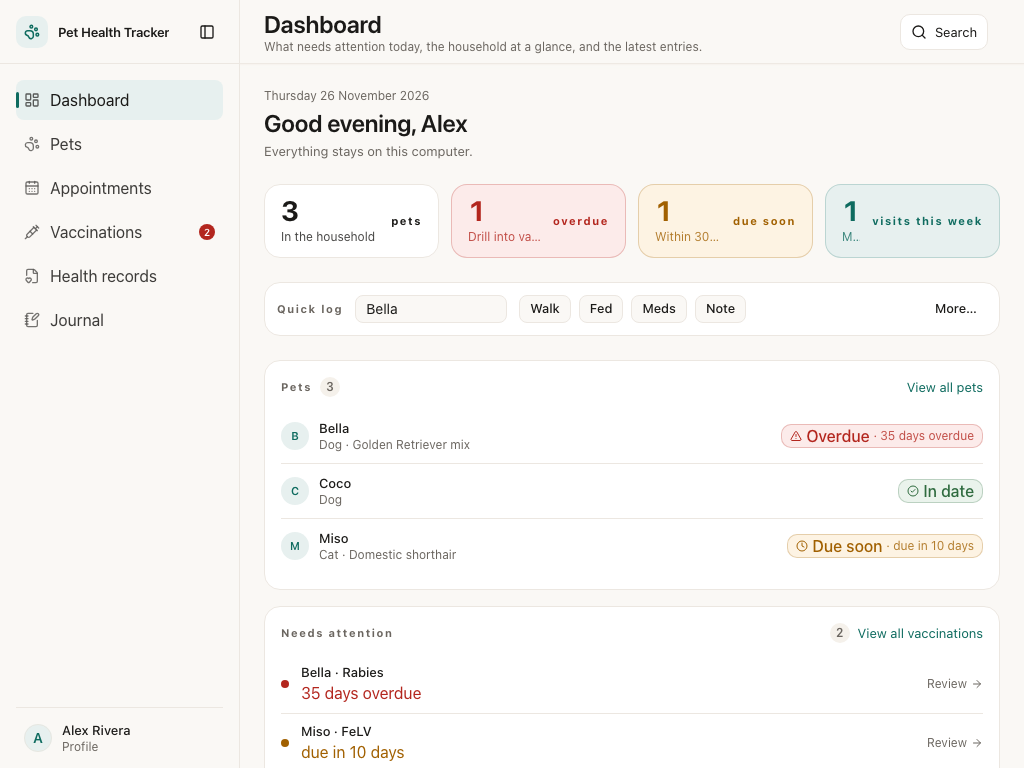 Pet Health Tracker
Dashboard
What needs attention today, the household at a glance, and the latest entries.
Search
Dashboard
Pets
Appointments
Vaccinations
2
Health records
Journal
Alex Rivera
Profile
A
Thursday 26 November 2026
Good evening, Alex
Everything stays on this computer.
3
pets
In the household
1
overdue
Drill into va...
1
due soon
Within 30...
1
visits this week
M...
Quick log
Bella
Walk
Fed
Meds
Note
More...
Pets 3
View all pets
B
Bella
Dog · Golden Retriever mix
Overdue · 35 days overdue
C
Coco
Dog
In date
M
Miso
Cat · Domestic shorthair
Due soon · due in 10 days
Needs attention
2
View all vaccinations
Bella · Rabies
35 days overdue
Review →
Miso · FeLV
due in 10 days
Review →